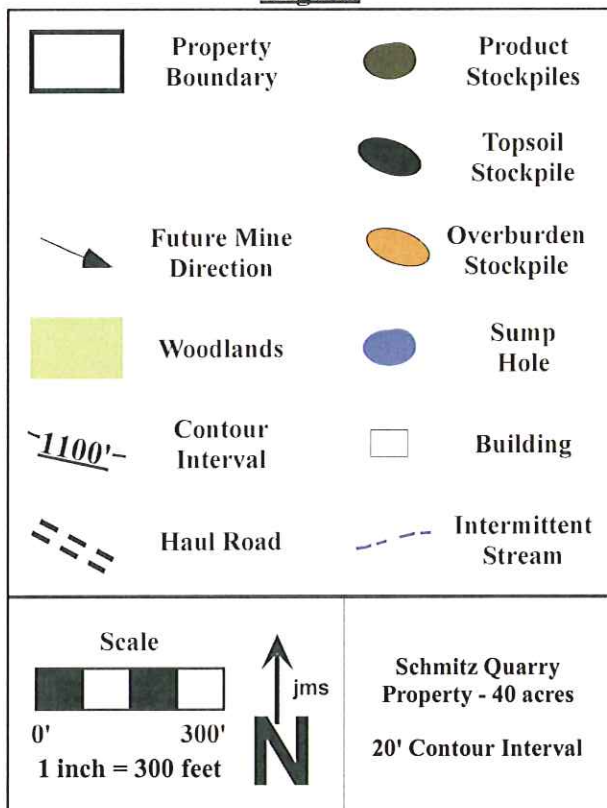 Property
Boundary
Product
Stockpiles
Topsoil
Stockpile
Future Mine
Direction
Overburden
Stockpile
Woodlands
Sump
Hole
1100'
Contour
Interval
Building
Haul Road
Intermittent
Stream
Scale
0' 300'
1 inch = 300 feet
jms
N
Schmitz Quarry
Property - 40 acres
20' Contour Interval